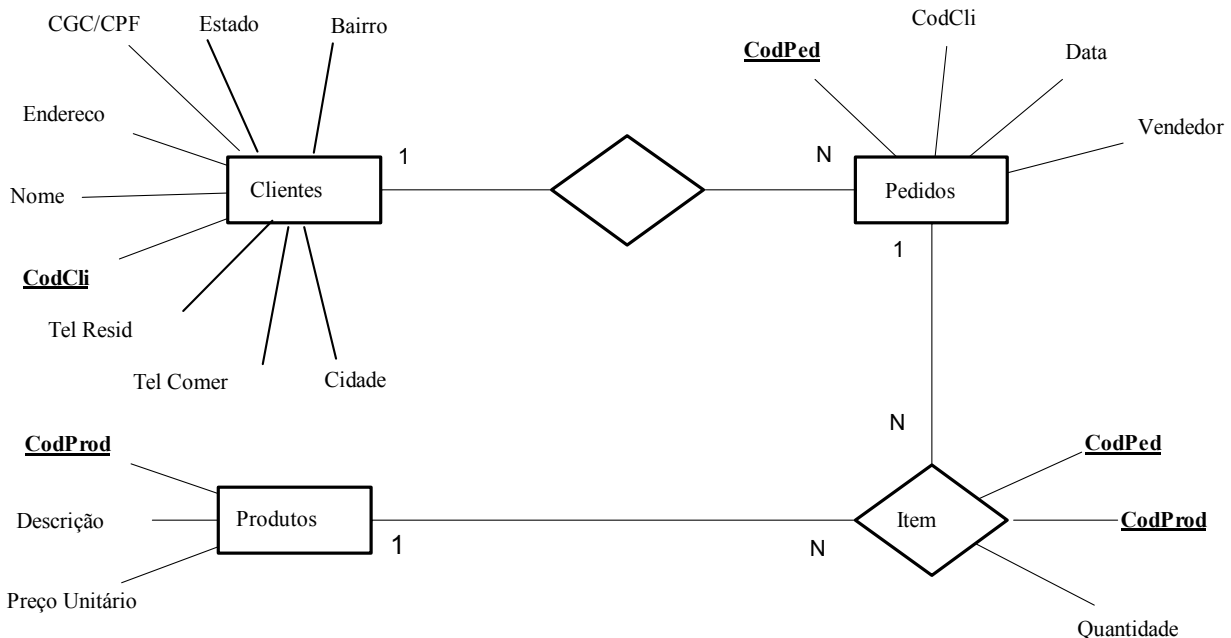 CGC/CPF
Estado
Bairro
CodCli
CodPed
Data
Endereco
Vendedor
1
N
Clientes
Pedidos
Nome
1
CodCli
Tel Resid
Tel Comer
Cidade
N
CodProd
CodPed
Descrição
Produtos
Item
CodProd
1
N
Preço Unitário
Quantidade